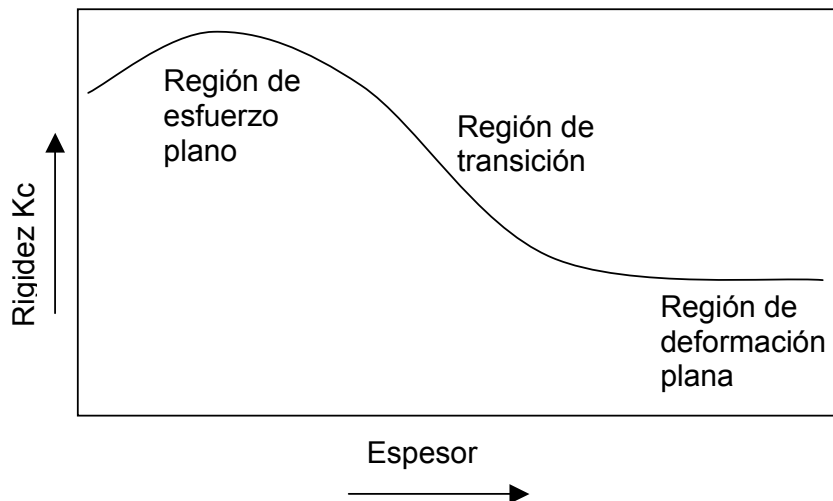 Región de
esfuerzo
plano
Región de
transición
Rigidez Kc
Región de
deformación
plana
Espesor